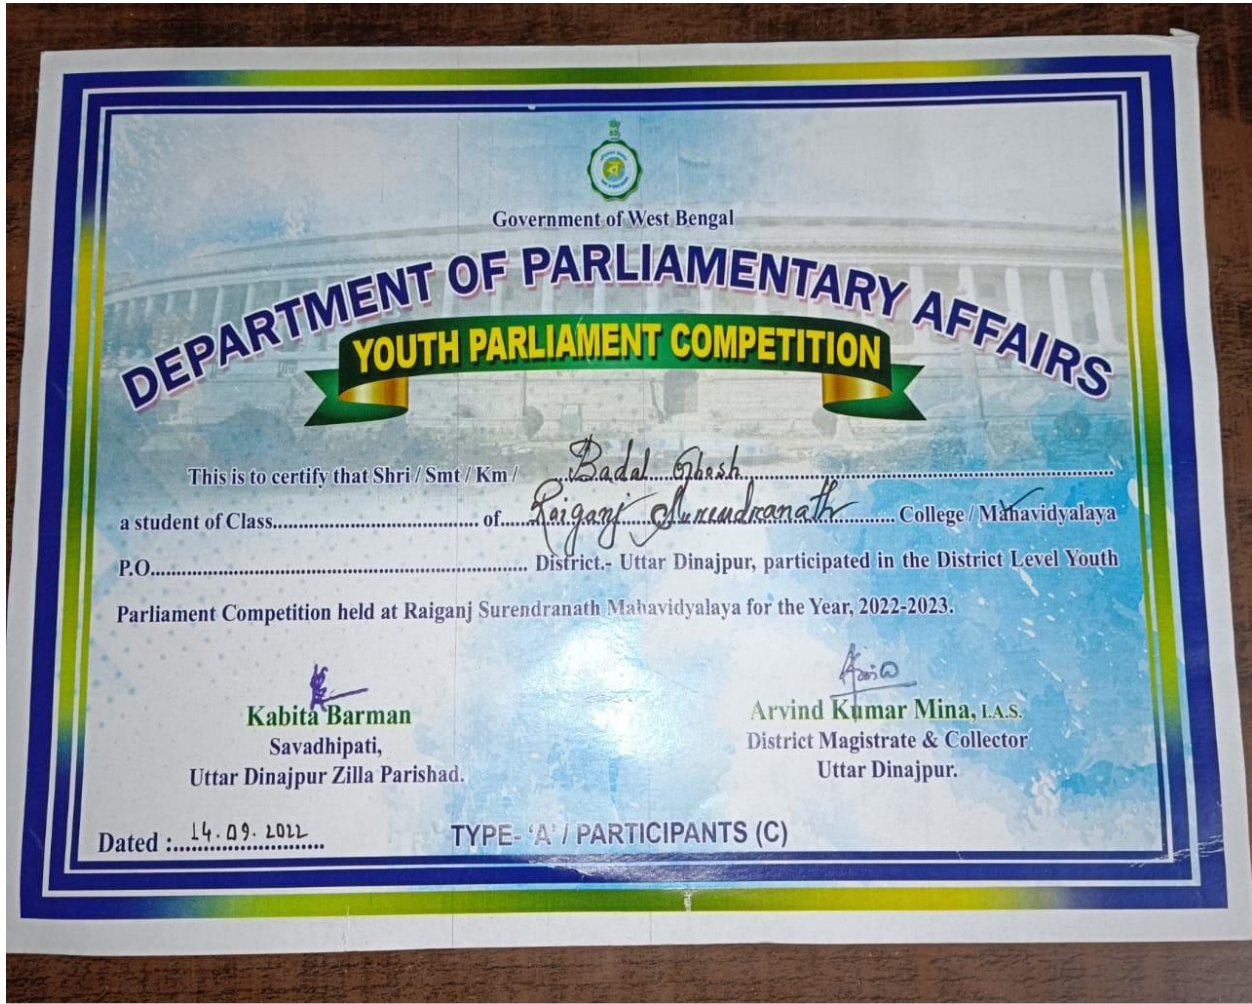 Government of West Bengal
DEPARTMENT OF PARLIAMENTARY AFFAIRS
YOUTH PARLIAMENT COMPETITION
This is to certify that Shri / Smt / Km / Badal Ghosh
a student of Class.................................... of....Raiganj Surendranath........... College / Mahavidyalaya
P.O.................................................................. District.- Uttar Dinajpur, participated in the District Level Youth
Parliament Competition held at Raiganj Surendranath Mahavidyalaya for the Year, 2022-2023.
Kabita Barman
Savadhipati,
Uttar Dinajpur Zilla Parishad.
Arvind Kumar Mina, I.A.S.
District Magistrate & Collector
Uttar Dinajpur.
Dated : 14.09.2022
TYPE- ‘A’ / PARTICIPANTS (C)